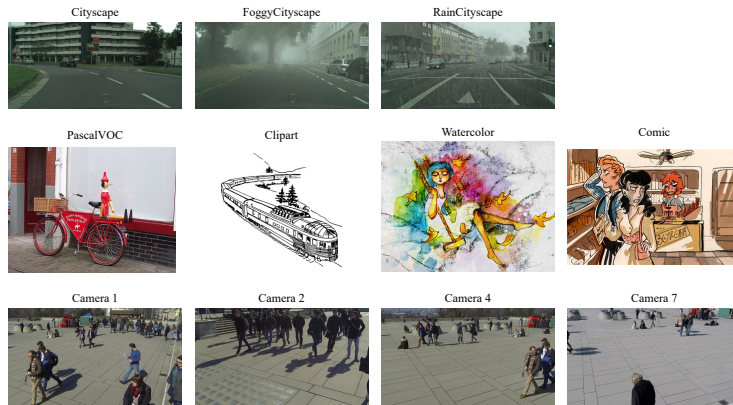 Cityscape
FoggyCityscape
RainCityscape
PascalVOC
Clipart
Watercolor
Comic
Camera 1
Camera 2
Camera 4
Camera 7